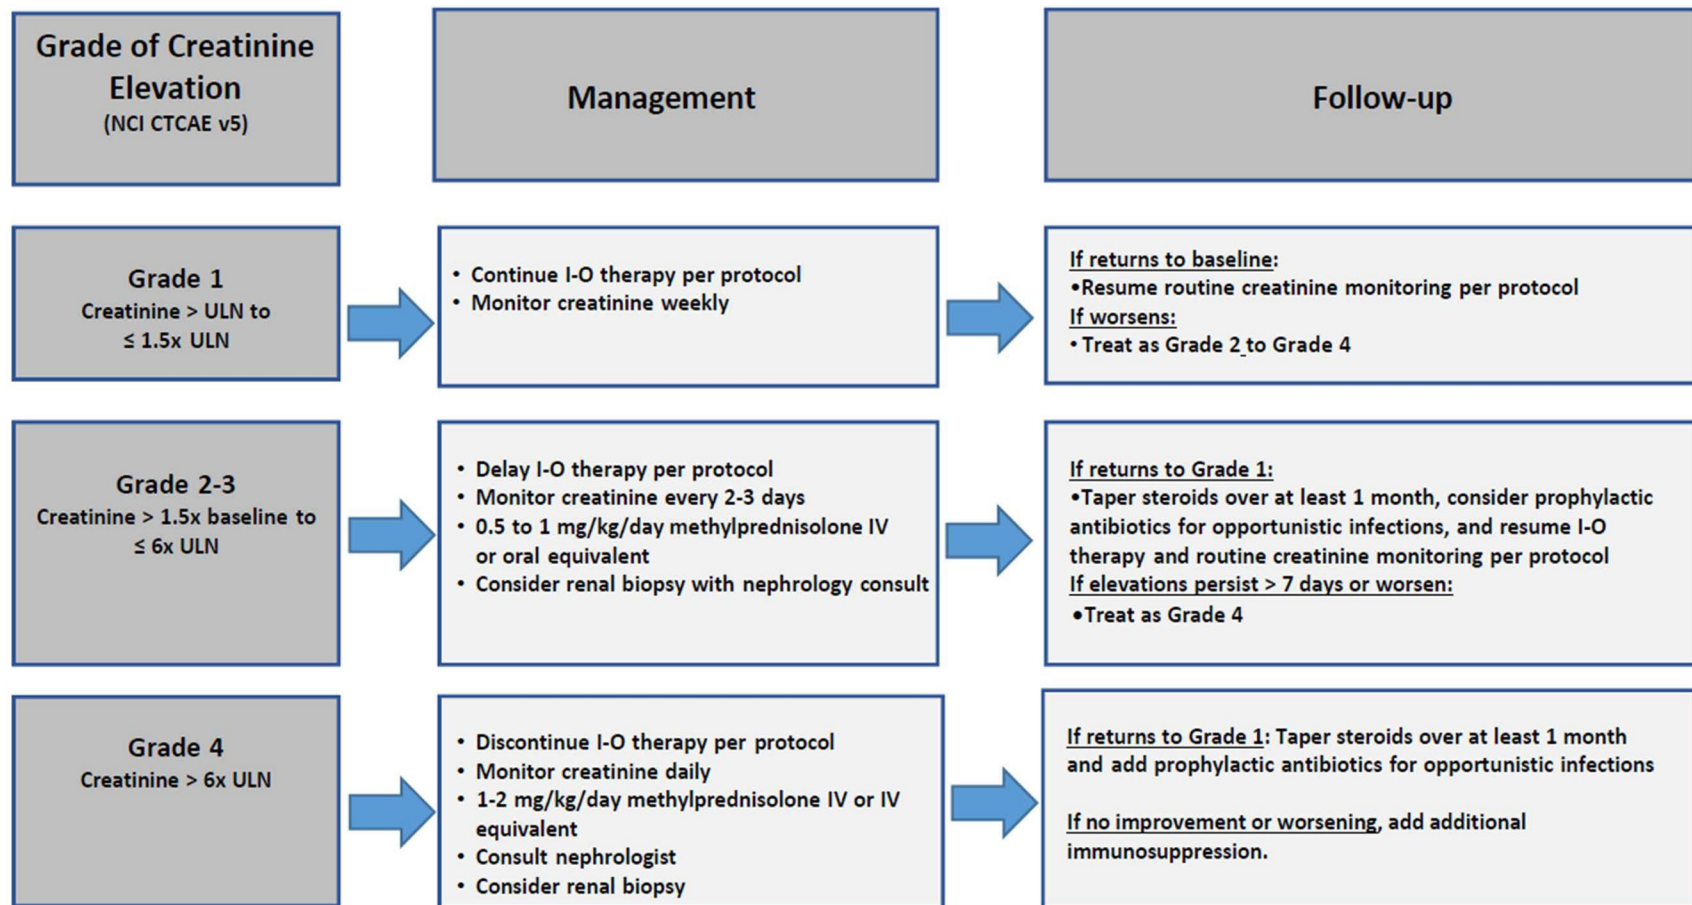 Grade of Creatinine
Elevation
(NCI CTCAE v5)
Management
Follow-up
Grade 1
Creatinine > ULN to
≤ 1.5x ULN
• Continue I-O therapy per protocol
• Monitor creatinine weekly
If returns to baseline:
•Resume routine creatinine monitoring per protocol
If worsens:
• Treat as Grade 2 to Grade 4
Grade 2-3
Creatinine > 1.5x baseline to
≤ 6x ULN
• Delay I-O therapy per protocol
• Monitor creatinine every 2-3 days
• 0.5 to 1 mg/kg/day methylprednisolone IV
or oral equivalent
• Consider renal biopsy with nephrology consult
If returns to Grade 1:
•Taper steroids over at least 1 month, consider prophylactic
antibiotics for opportunistic infections, and resume I-O
therapy and routine creatinine monitoring per protocol
If elevations persist > 7 days or worsen:
•Treat as Grade 4
Grade 4
Creatinine > 6x ULN
• Discontinue I-O therapy per protocol
• Monitor creatinine daily
• 1-2 mg/kg/day methylprednisolone IV or IV
equivalent
• Consult nephrologist
• Consider renal biopsy
If returns to Grade 1: Taper steroids over at least 1 month
and add prophylactic antibiotics for opportunistic infections
If no improvement or worsening, add additional
immunosuppression.